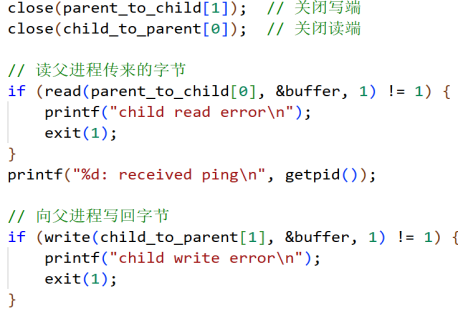 close(parent_to_child[1]);  // 关闭写端
close(child_to_parent[0]);  // 关闭读端

// 读父进程传来的字节
if (read(parent_to_child[0], &buffer, 1) != 1) {
    printf("child read error\n");
    exit(1);
}
printf("%d: received ping\n", getpid());

// 向父进程写回字节
if (write(child_to_parent[1], &buffer, 1) != 1) {
    printf("child write error\n");
    exit(1);
}